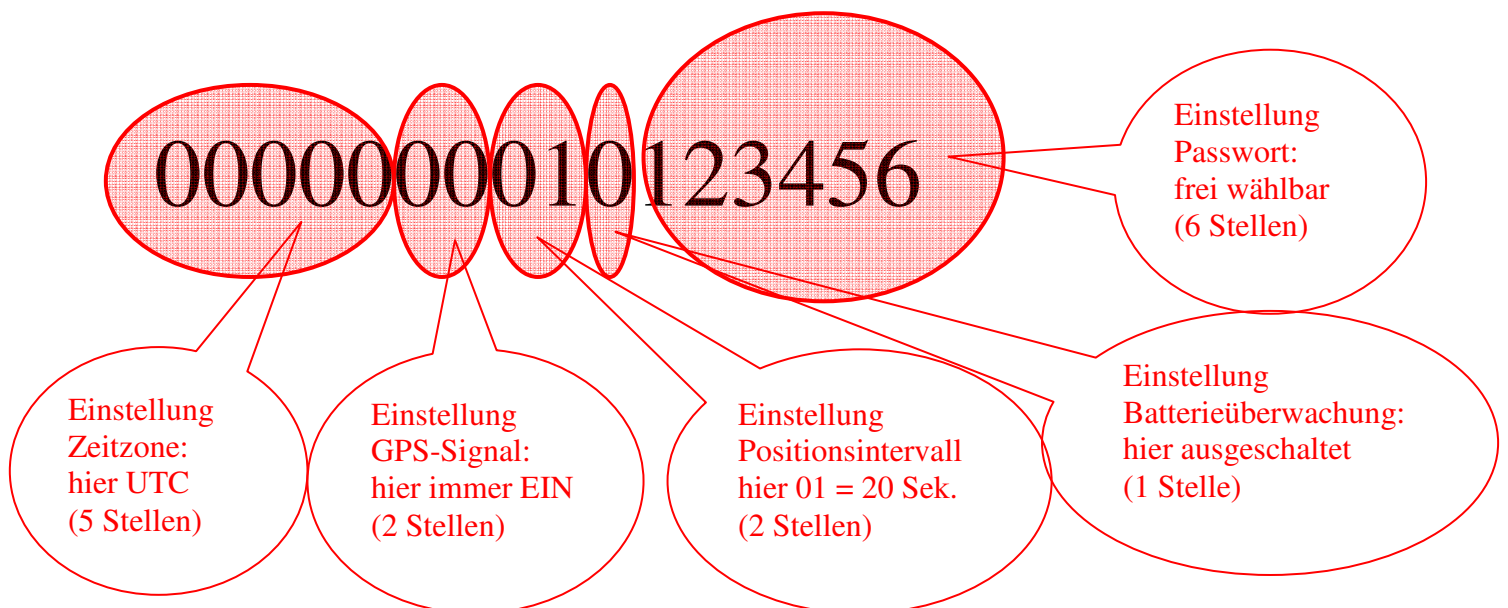 0000000010123456
Einstellung
Passwort:
frei wählbar
(6 Stellen)
Einstellung
Zeitzone:
hier UTC
(5 Stellen)
Einstellung
GPS-Signal:
hier immer EIN
(2 Stellen)
Einstellung
Positionsintervall
hier 01 = 20 Sek.
(2 Stellen)
Einstellung
Batterieüberwachung:
hier ausgeschaltet
(1 Stelle)